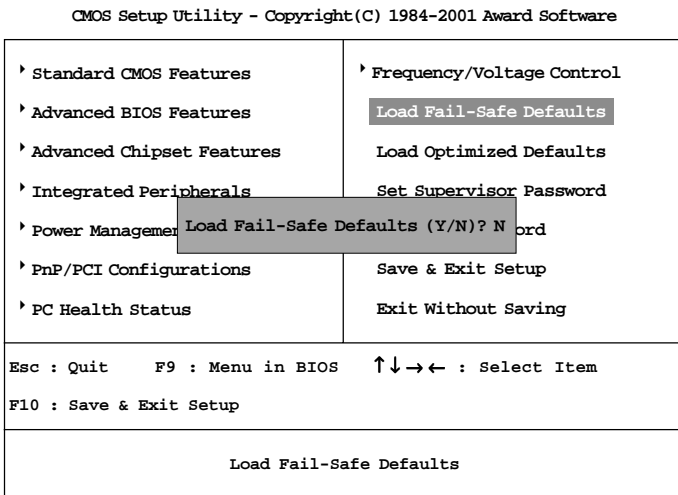 CMOS Setup Utility - Copyright(C) 1984-2001 Award Software
Standard CMOS Features
Advanced BIOS Features
Advanced Chipset Features
Integrated Peripherals
Power Managemen
PnP/PCI Configurations
PC Health Status
Frequency/Voltage Control
Load Fail-Safe Defaults
Load Optimized Defaults
Set Supervisor Password
ord
Save & Exit Setup
Exit Without Saving
Load Fail-Safe Defaults (Y/N)? N
Esc : Quit F9 : Menu in BIOS ↑↓→← : Select Item
F10 : Save & Exit Setup
Load Fail-Safe Defaults